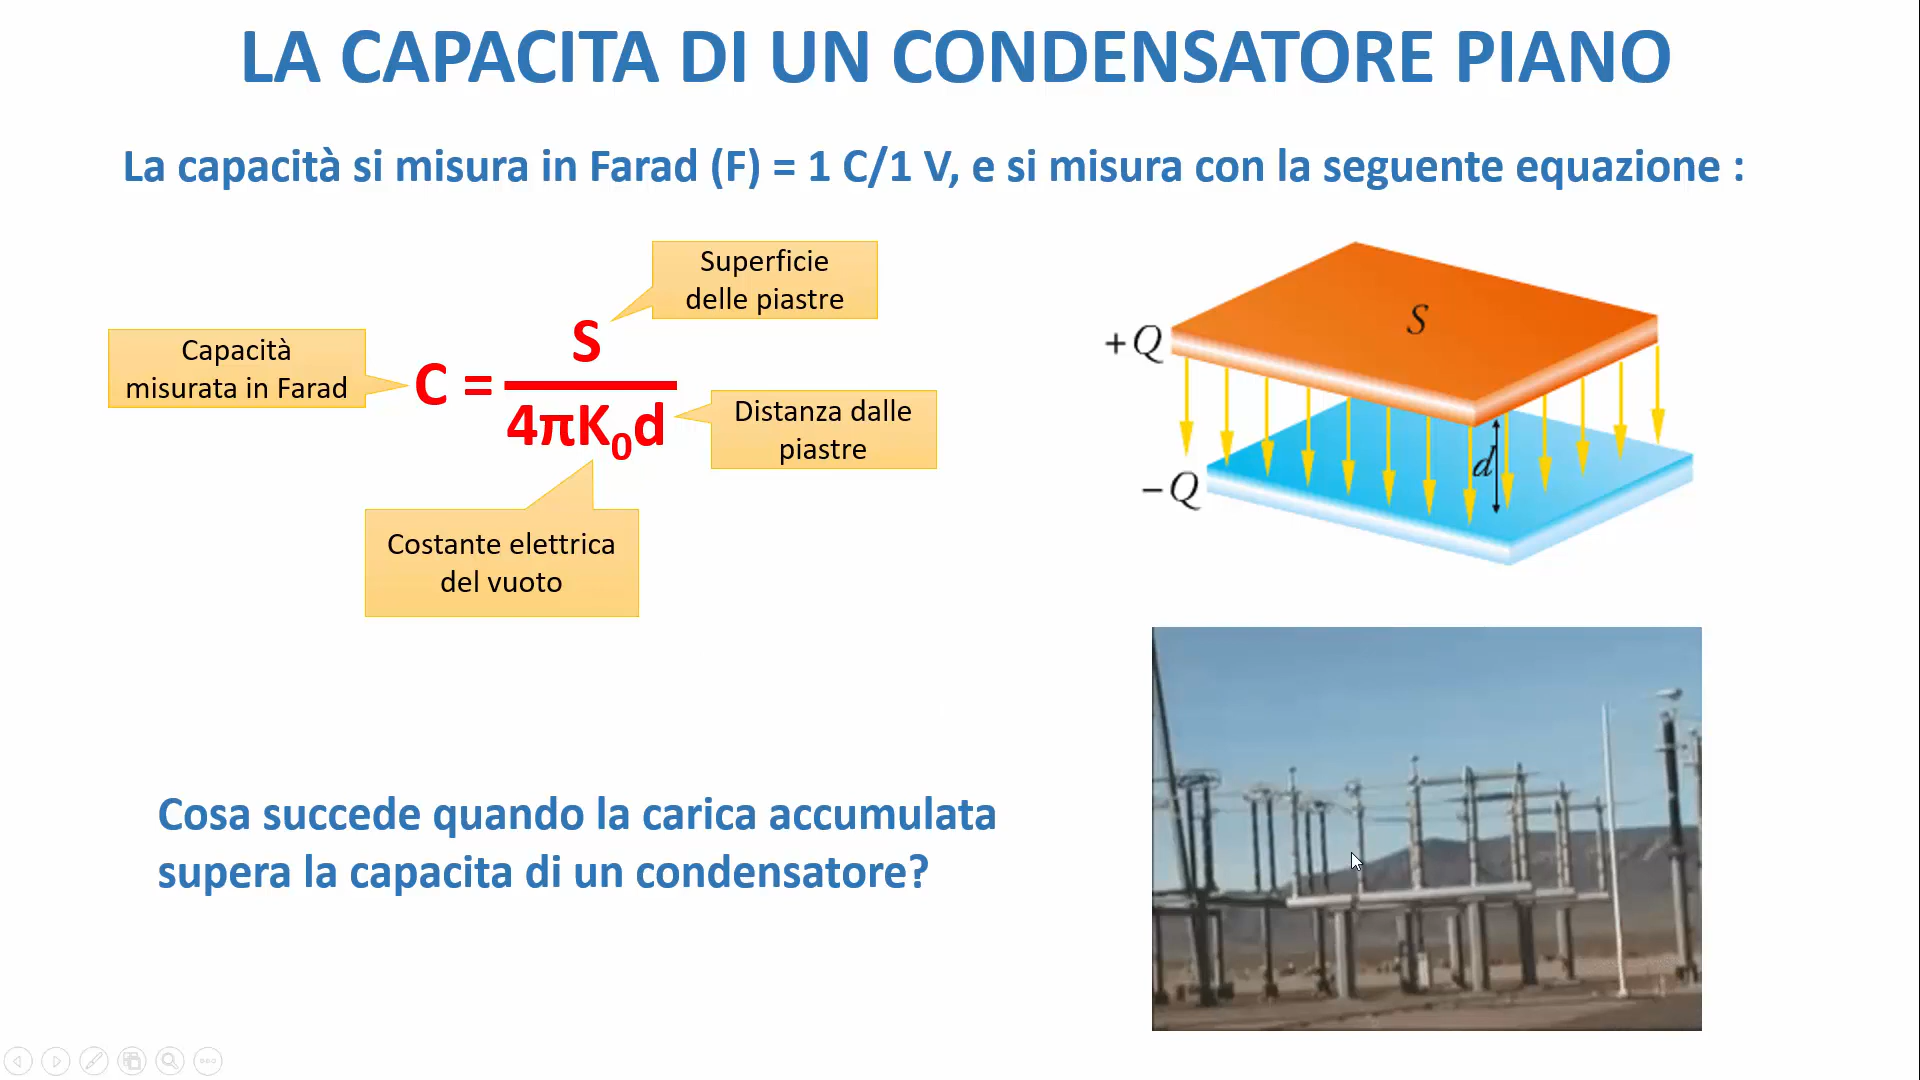 LA CAPACITA DI UN CONDENSATORE PIANO
La capacità si misura in Farad (F) = 1 C/1 V, e si misura con la seguente equazione :
Superficie
delle piastre
Capacità
misurata in Farad
C =
S
4πK₀d
Distanza dalle
piastre
Costante elettrica
del vuoto
S
+Q
d
−Q
Cosa succede quando la carica accumulata
supera la capacita di un condensatore?